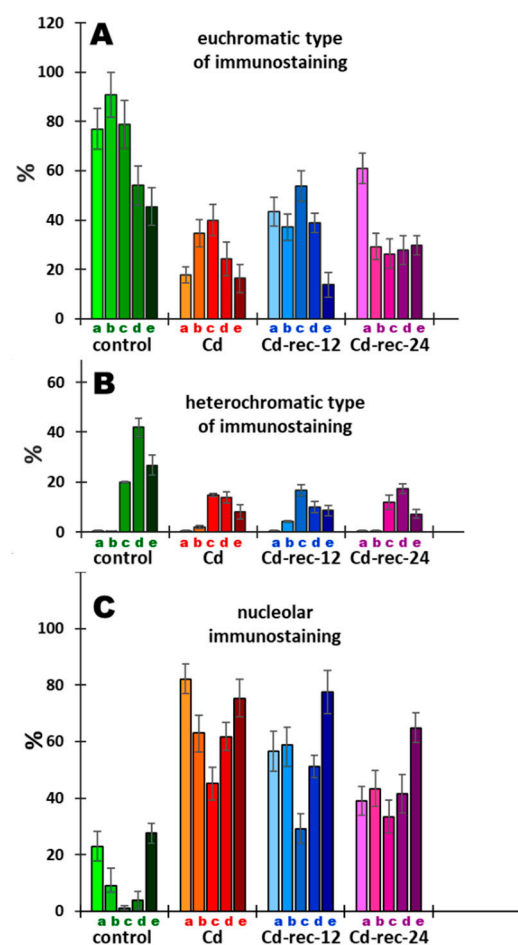 A
euchromatic type
of immunostaining
120
100
80
60
40
20
0
%
a b c d e a b c d e a b c d e a b c d e
control Cd Cd-rec-12 Cd-rec-24
B
heterochromatic type
of immunostaining
60
40
20
0
%
a b c d e a b c d e a b c d e a b c d e
control Cd Cd-rec-12 Cd-rec-24
C
nucleolar
immunostaining
100
80
60
40
20
0
%
a b c d e a b c d e a b c d e a b c d e
control Cd Cd-rec-12 Cd-rec-24